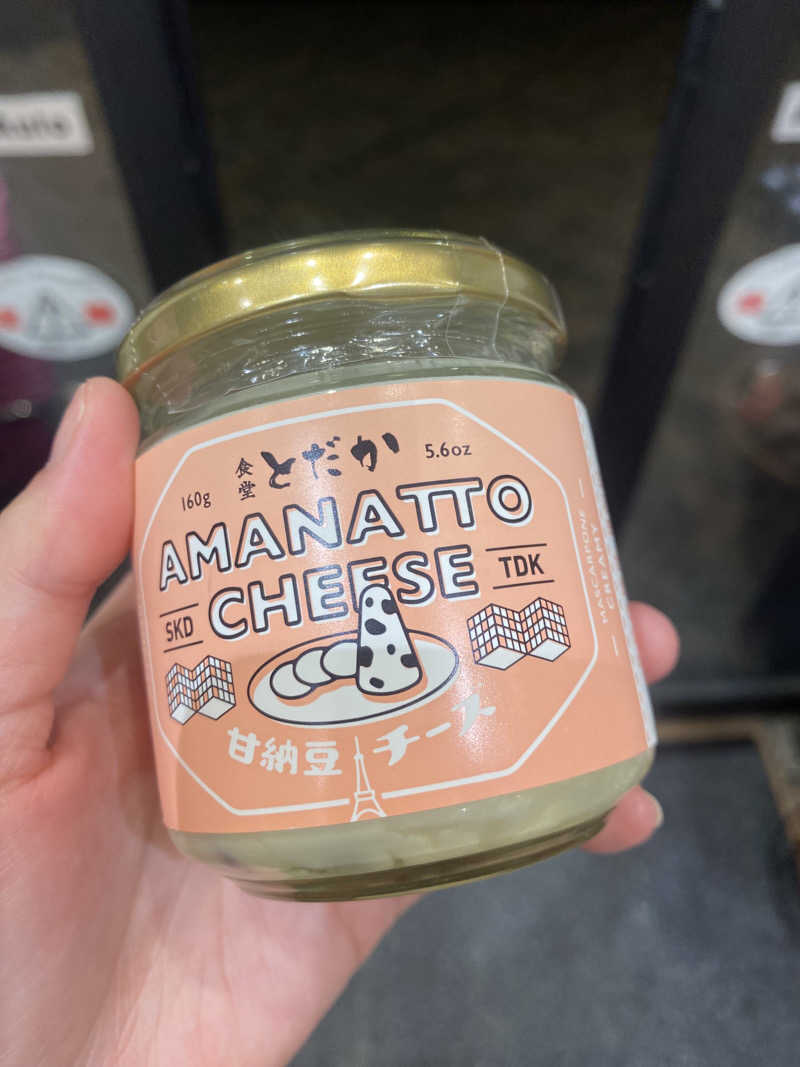 食堂 とだか
160g
5.6oz
AMANATTO
CHEESE
SKD
TDK
甘納豆 チーズ
MASCARPONE
CREAMY